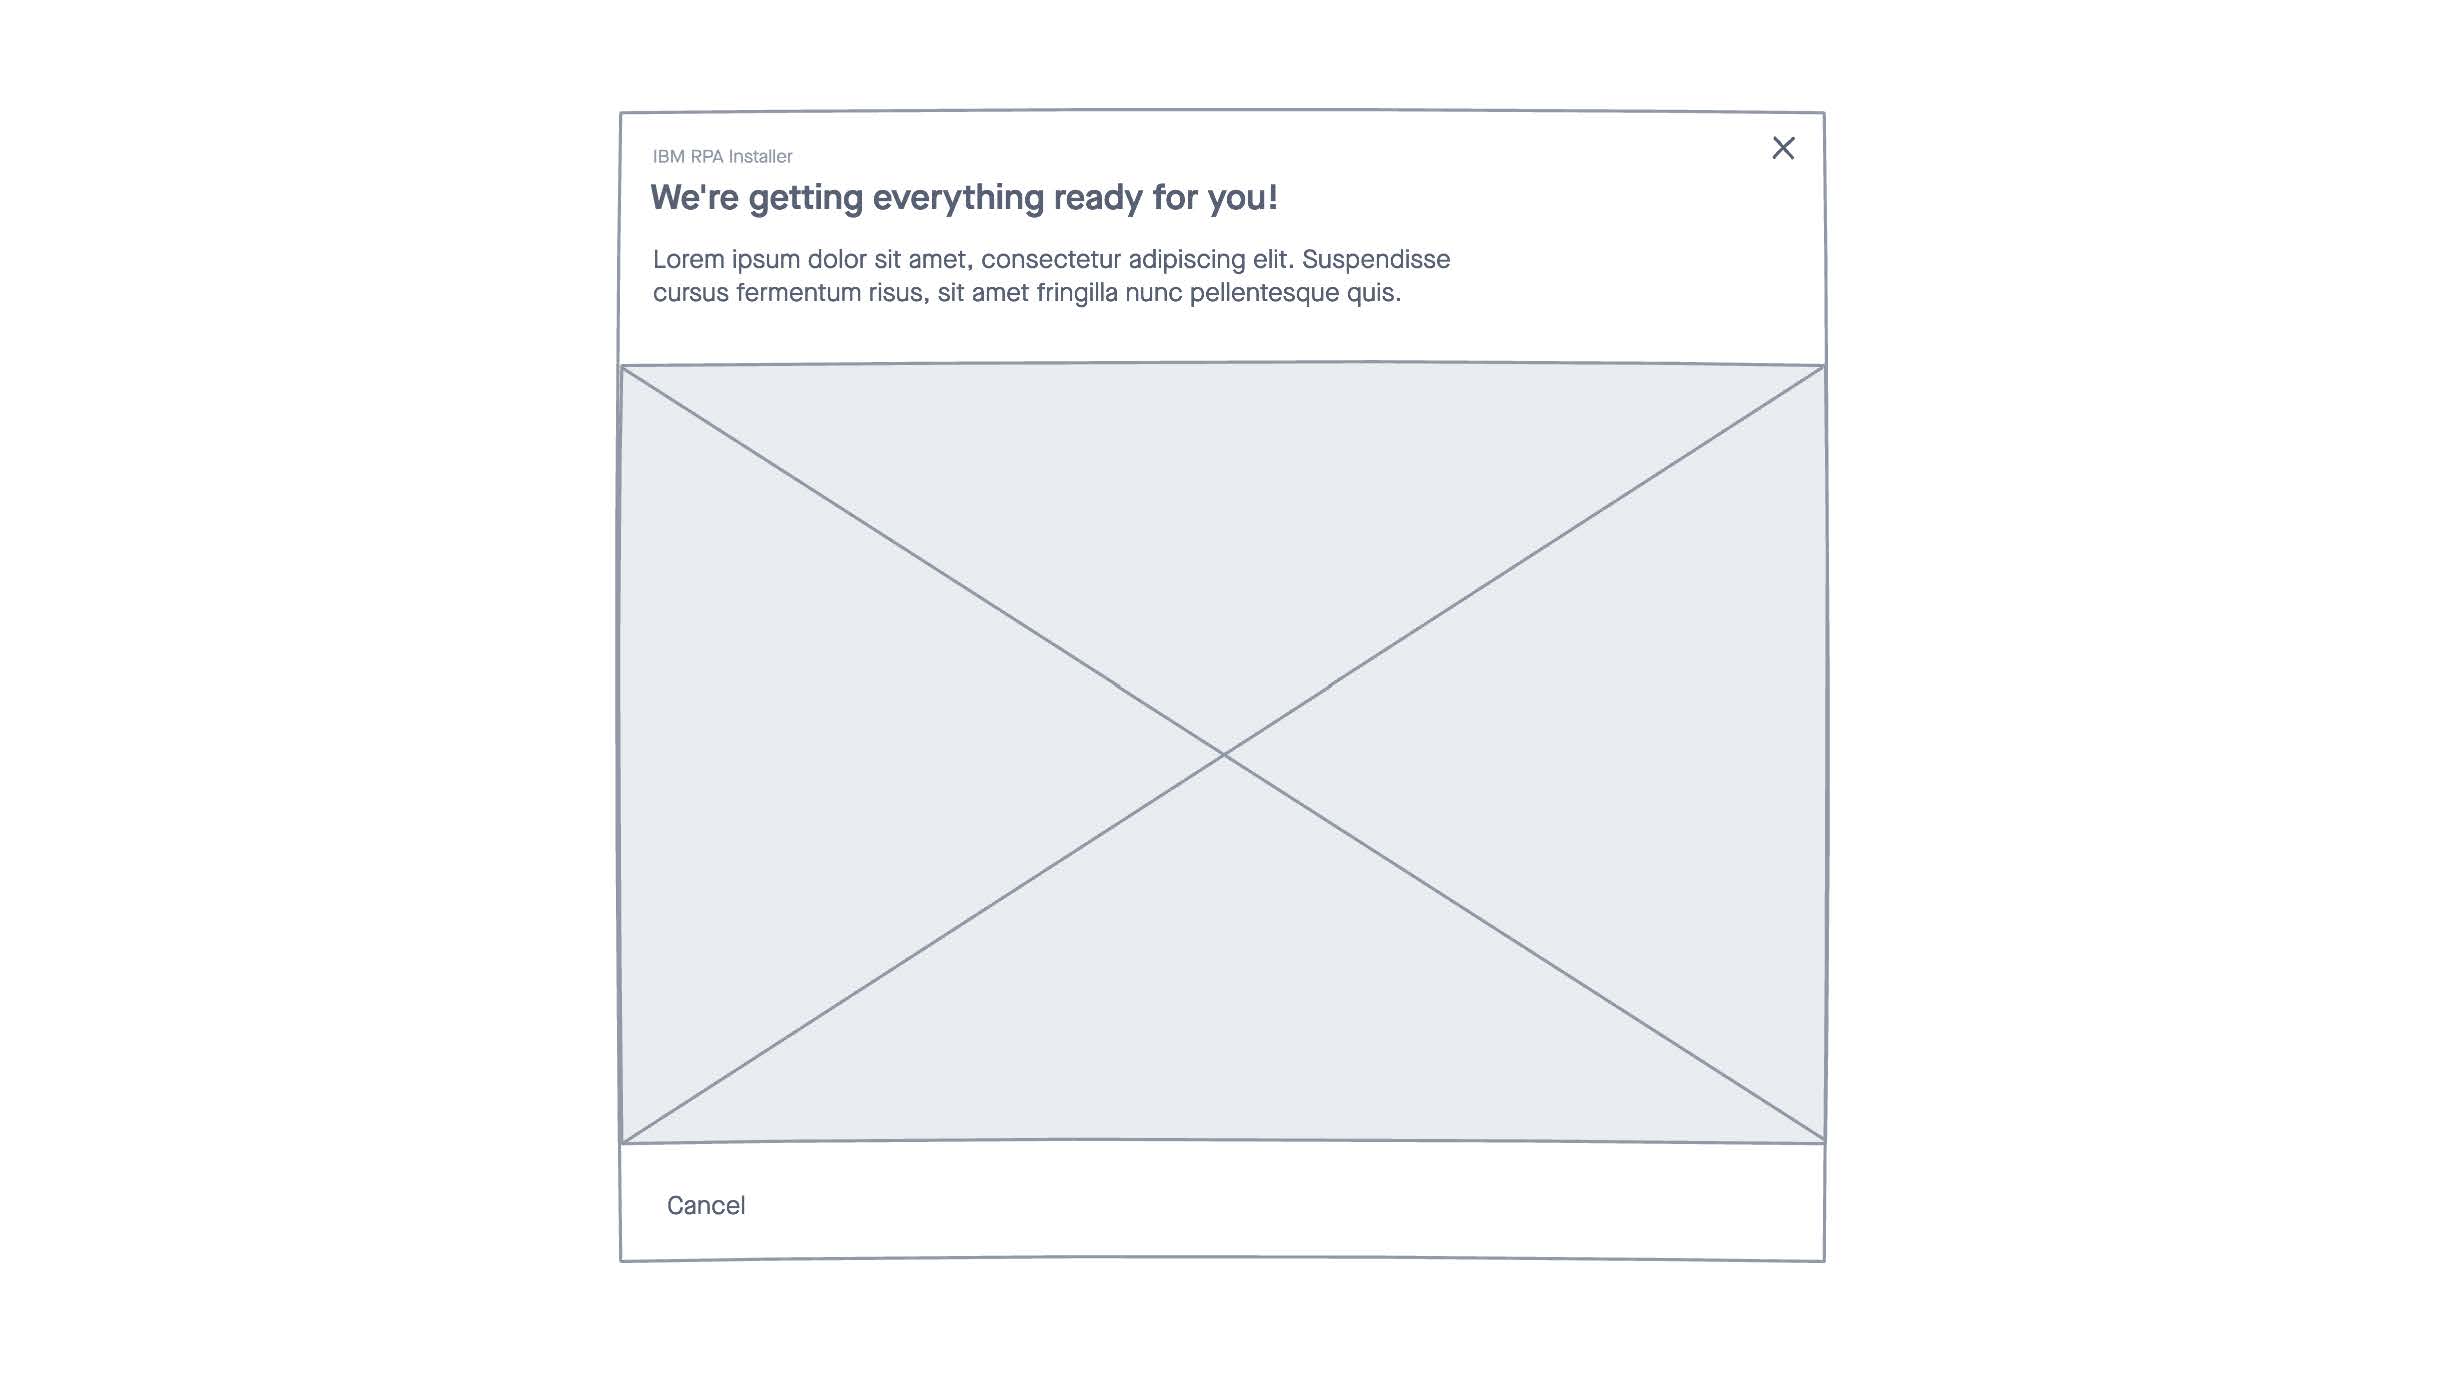 IBM RPA Installer
We're getting everything ready for you!
Lorem ipsum dolor sit amet, consectetur adipiscing elit. Suspendisse
cursus fermentum risus, sit amet fringilla nunc pellentesque quis.
Cancel